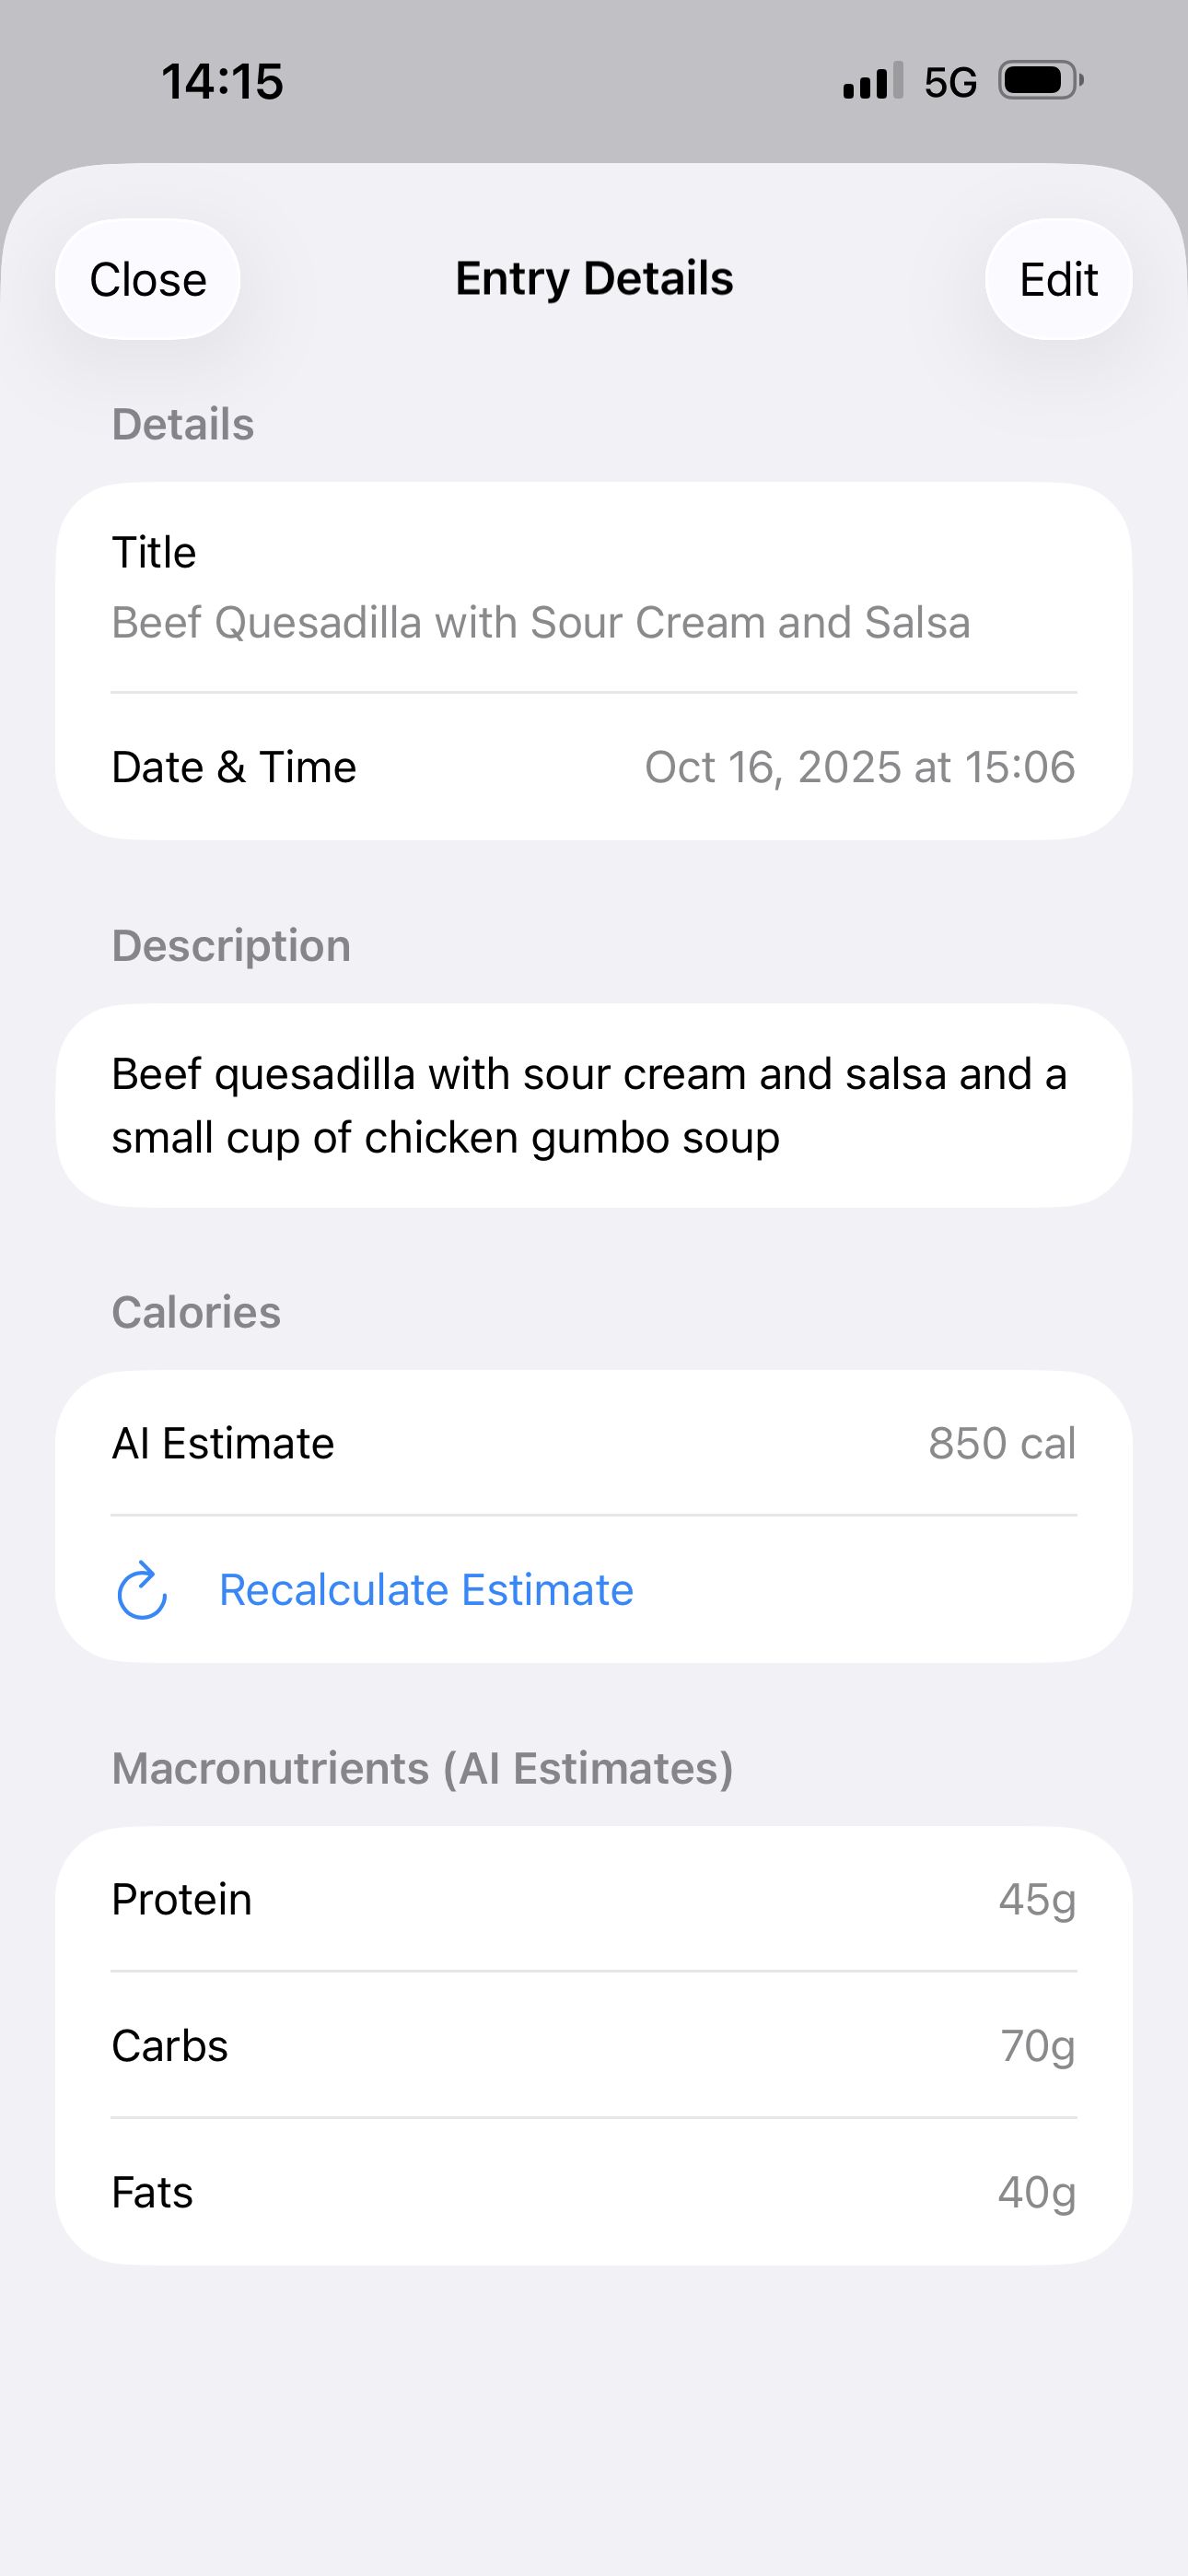 14:15
5G
Close
Entry Details
Edit
Details
Title
Beef Quesadilla with Sour Cream and Salsa
Date & Time
Oct 16, 2025 at 15:06
Description
Beef quesadilla with sour cream and salsa and a
small cup of chicken gumbo soup
Calories
AI Estimate
850 cal
Recalculate Estimate
Macronutrients (AI Estimates)
Protein
45g
Carbs
70g
Fats
40g